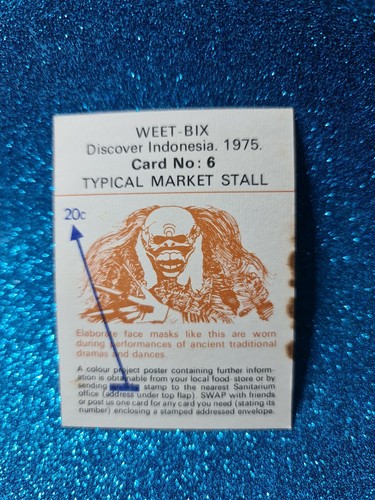 WEET-BIX
Discover Indonesia. 1975.
Card No: 6
TYPICAL MARKET STALL
20c
Elaborate face masks like this are worn
during performances of ancient traditional
dramas and dances.
A colour project poster containing further inform-
ation is obtainable from your local food store or by
sending stamp to the nearest Sanitarium
office (address under top flap). SWAP with friends
or post us one card for any card you need (stating its
number) enclosing a stamped addressed envelope.